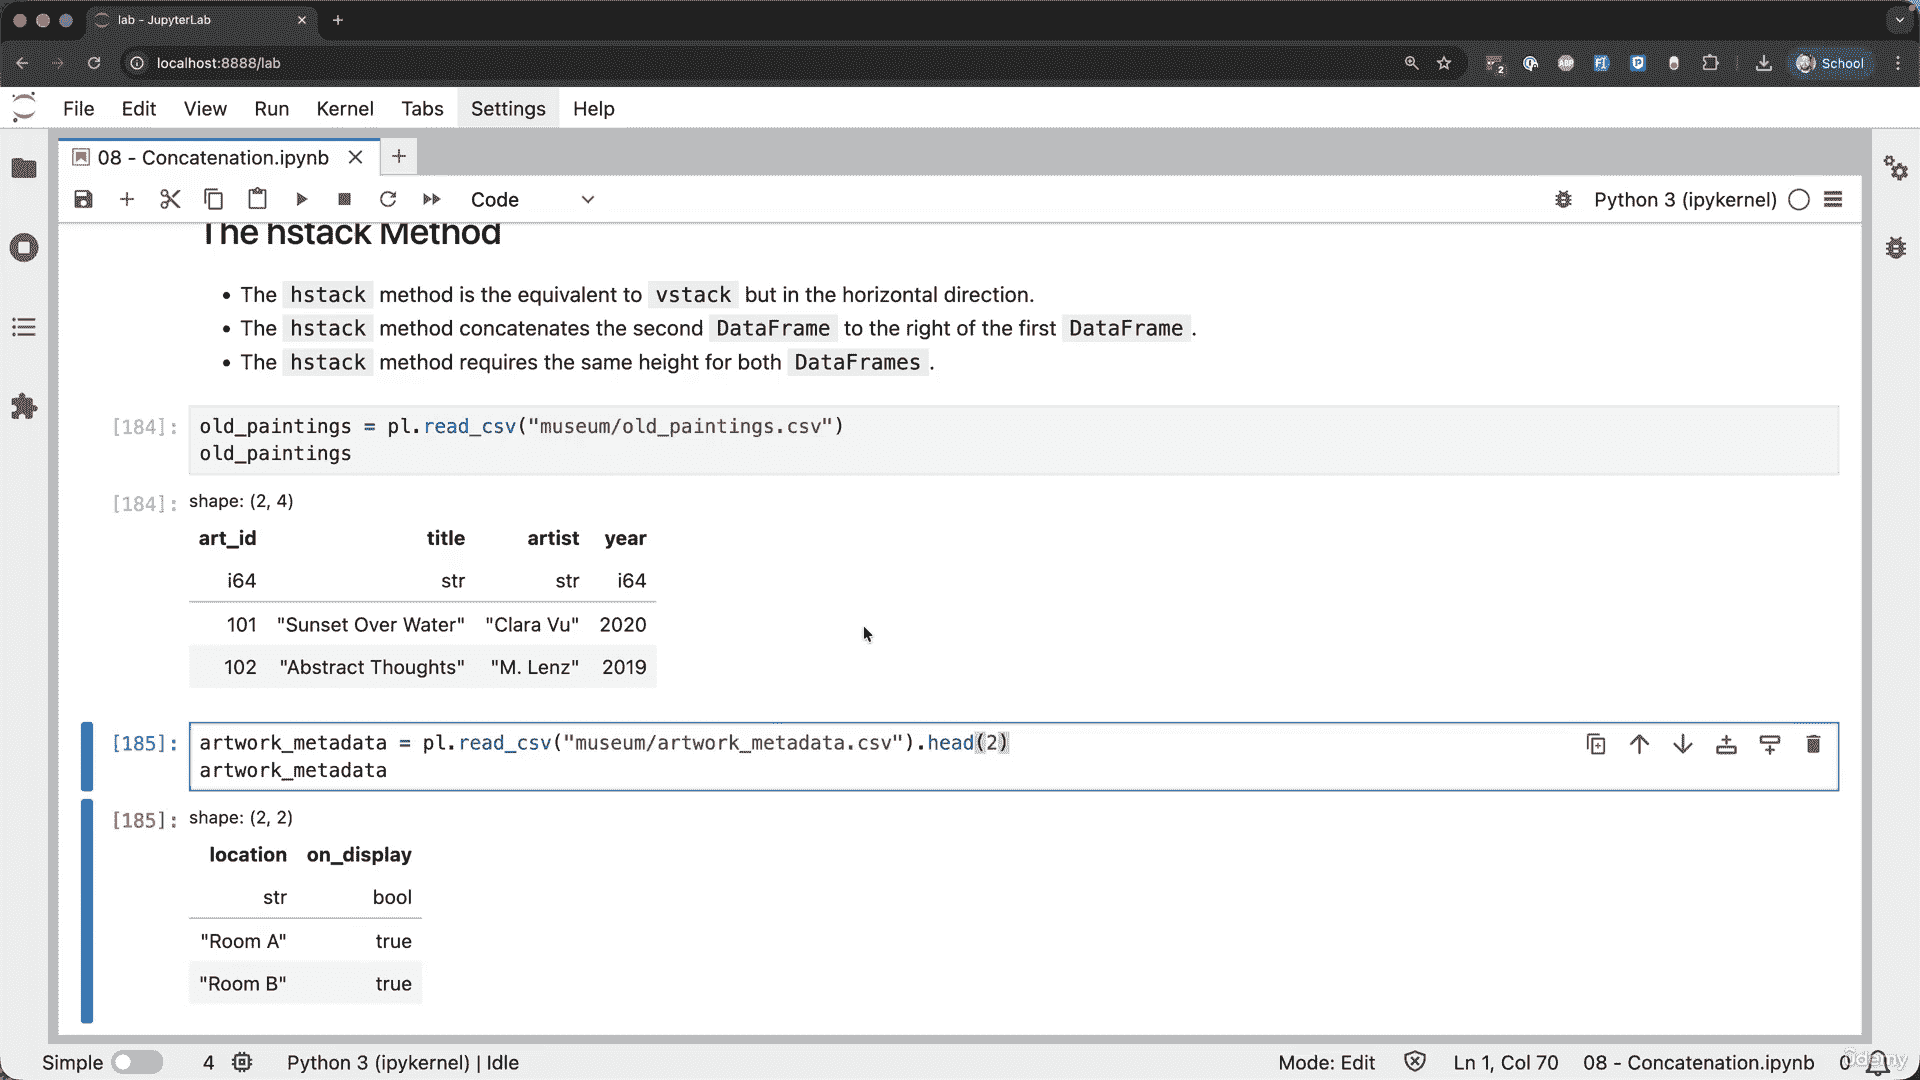 lab - JupyterLab
localhost:8888/lab
2
ABP
School
File Edit View Run Kernel Tabs Settings Help
08 - Concatenation.ipynb
Code
Python 3 (ipykernel)
The hstack Method
• The hstack method is the equivalent to vstack but in the horizontal direction.
• The hstack method concatenates the second DataFrame to the right of the first DataFrame .
• The hstack method requires the same height for both DataFrames .
[184]: old_paintings = pl.read_csv("museum/old_paintings.csv")
old_paintings
[184]: shape: (2, 4)
art_id title artist year
i64 str str i64
101 "Sunset Over Water" "Clara Vu" 2020
102 "Abstract Thoughts" "M. Lenz" 2019
[185]: artwork_metadata = pl.read_csv("museum/artwork_metadata.csv").head(2)
artwork_metadata
[185]: shape: (2, 2)
location on_display
str bool
"Room A" true
"Room B" true
Simple 4 Python 3 (ipykernel) | Idle Mode: Edit Ln 1, Col 70 08 - Concatenation.ipynb 0
udemy